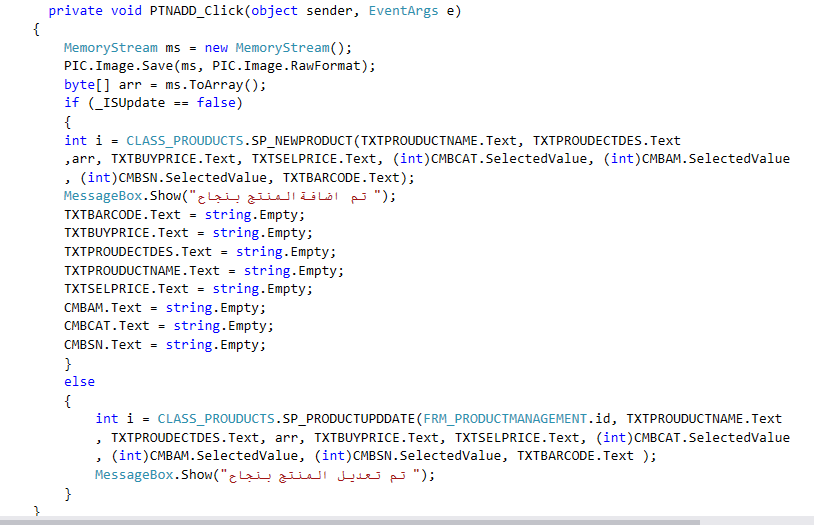 private void PTNADD_Click(object sender, EventArgs e)
{
MemoryStream ms = new MemoryStream();
PIC.Image.Save(ms, PIC.Image.RawFormat);
byte[] arr = ms.ToArray();
if (_ISUpdate == false)
{
int i = CLASS_PROUDUCTS.SP_NEWPRODUCT(TXTPROUDUCTNAME.Text, TXTPROUDECTDES.Text
,arr, TXTBUYPRICE.Text, TXTSELPRICE.Text, (int)CMBCAT.SelectedValue, (int)CMBAM.SelectedValue
, (int)CMBSN.SelectedValue, TXTBARCODE.Text);
MessageBox.Show("تم اضافة المنتج بنجاح ");
TXTBARCODE.Text = string.Empty;
TXTBUYPRICE.Text = string.Empty;
TXTPROUDECTDES.Text = string.Empty;
TXTPROUDUCTNAME.Text = string.Empty;
TXTSELPRICE.Text = string.Empty;
CMBAM.Text = string.Empty;
CMBCAT.Text = string.Empty;
CMBSN.Text = string.Empty;
}
else
{
int i = CLASS_PROUDUCTS.SP_PRODUCTUPDDATE(FRM_PRODUCTMANAGEMENT.id, TXTPROUDUCTNAME.Text
, TXTPROUDECTDES.Text, arr, TXTBUYPRICE.Text, TXTSELPRICE.Text, (int)CMBCAT.SelectedValue
, (int)CMBAM.SelectedValue, (int)CMBSN.SelectedValue, TXTBARCODE.Text );
MessageBox.Show("تم تعديل المنتج بنجاح ");
}
}